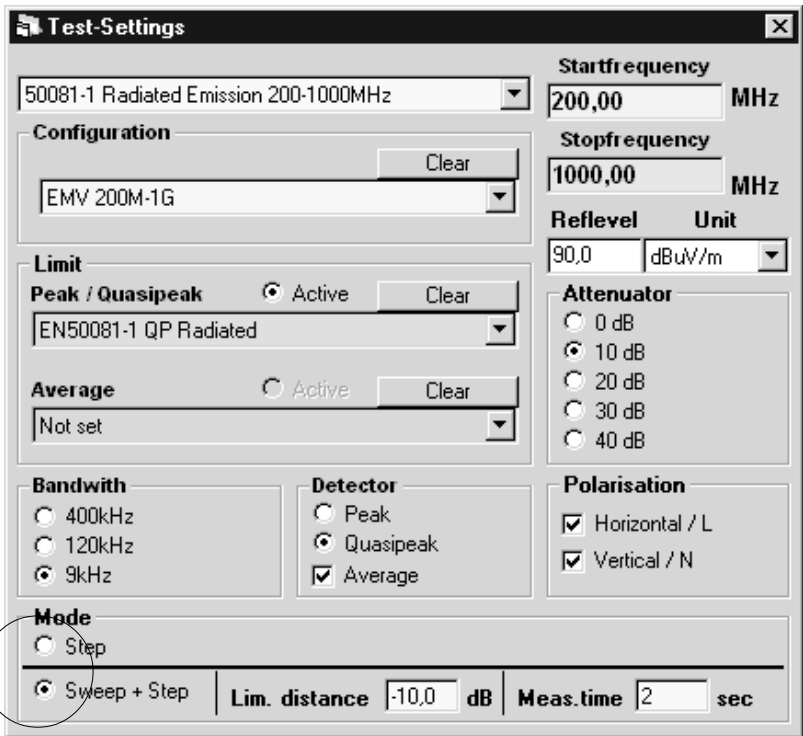 Test-Settings
50081-1 Radiated Emission 200-1000MHz
Startfrequency
200,00 MHz
Configuration
Clear
EMV 200M-1G
Stopfrequency
1000,00 MHz
Reflevel Unit
90,0 dBuV/m
Limit
Peak / Quasipeak Active Clear
EN50081-1 QP Radiated
Average Active Clear
Not set
Attenuator
0 dB
10 dB
20 dB
30 dB
40 dB
Bandwith
400kHz
120kHz
9kHz
Detector
Peak
Quasipeak
Average
Polarisation
Horizontal / L
Vertical / N
Mode
Step
Sweep + Step Lim. distance -10,0 dB Meas.time 2 sec